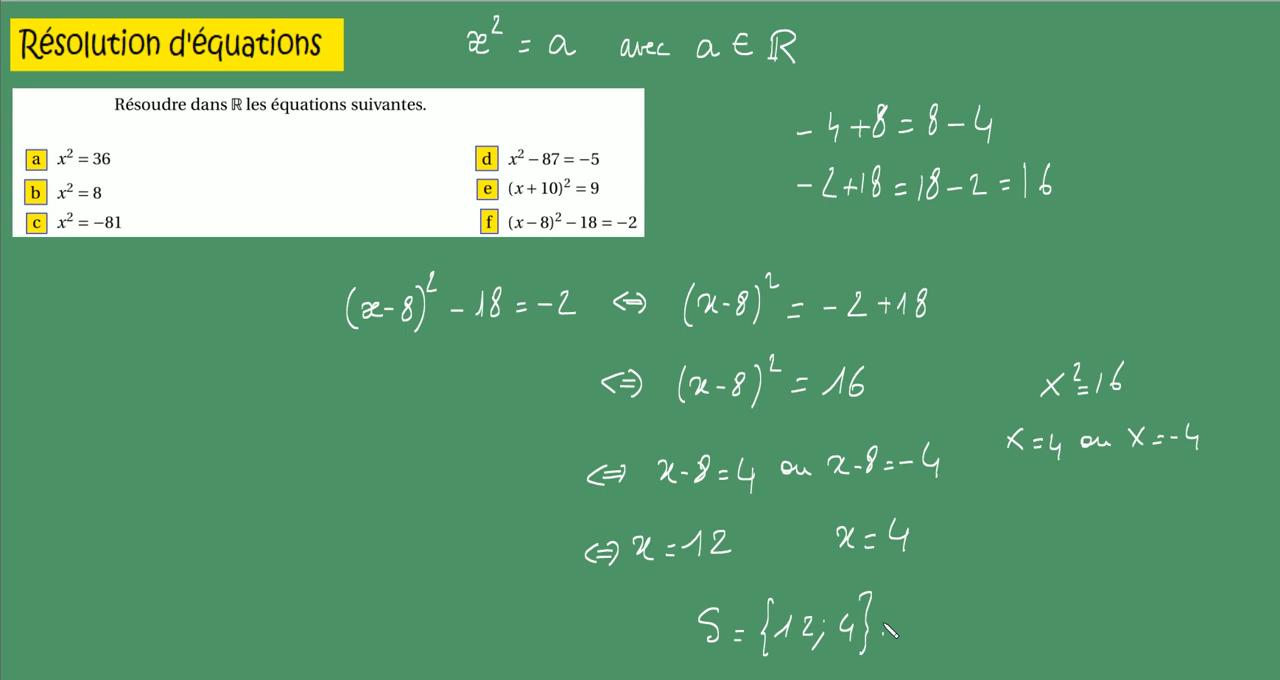 Résolution d'équations
x² = a avec a ∈ ℝ
Résoudre dans ℝ les équations suivantes.
a x² = 36
b x² = 8
c x² = −81
d x² − 87 = −5
e (x + 10)² = 9
f (x − 8)² − 18 = −2
− 4 + 8 = 8 − 4
− 2 + 18 = 18 − 2 = 16
(x − 8)² − 18 = − 2 ⇔ (x − 8)² = − 2 + 18
⇔ (x − 8)² = 16
X² = 16
X = 4 ou X = − 4
⇔ x − 8 = 4 ou x − 8 = − 4
⇔ x = 12 x = 4
S = {12 ; 4}.